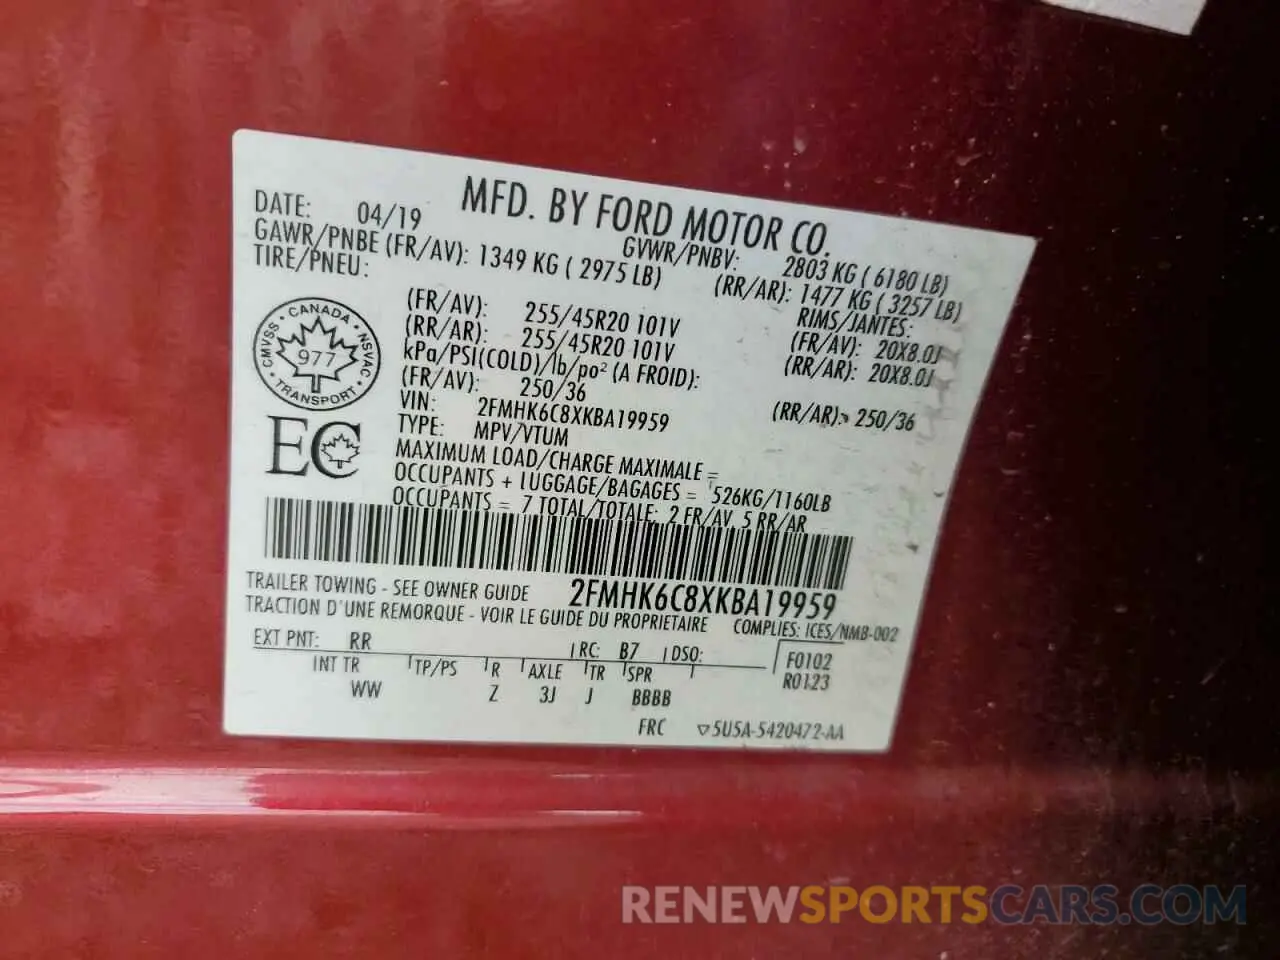 MFD. BY FORD MOTOR CO.
DATE: 04/19 GVWR/PNBV: 2803 KG ( 6180 LB)
GAWR/PNBE (FR/AV): 1349 KG ( 2975 LB) (RR/AR): 1477 KG ( 3257 LB)
TIRE/PNEU: RIMS/JANTES:
(FR/AV): 255/45R20 101V (FR/AV): 20X8.0J
(RR/AR): 255/45R20 101V (RR/AR): 20X8.0J
kPa/PSI(COLD)/lb/po² (A FROID):
(FR/AV): 250/36 (RR/AR): 250/36
VIN: 2FMHK6C8XKBA19959
TYPE: MPV/VTUM
MAXIMUM LOAD/CHARGE MAXIMALE =
OCCUPANTS + LUGGAGE/BAGAGES = 526KG/1160LB
OCCUPANTS = 7 TOTAL/TOTALE: 2 FR/AV, 5 RR/AR
CANADA
CMVSS · NSVAC
977
TRANSPORT
EC
2FMHK6C8XKBA19959
TRAILER TOWING - SEE OWNER GUIDE
TRACTION D'UNE REMORQUE - VOIR LE GUIDE DU PROPRIETAIRE
COMPLIES: ICES/NMB-002
EXT PNT: RR RC: B7 DSO: F0102
INT TR TP/PS R AXLE TR SPR R0123
WW Z 3J J BBBB
FRC ▽5U5A-5420472-AA
RENEWSPORTSCARS.COM